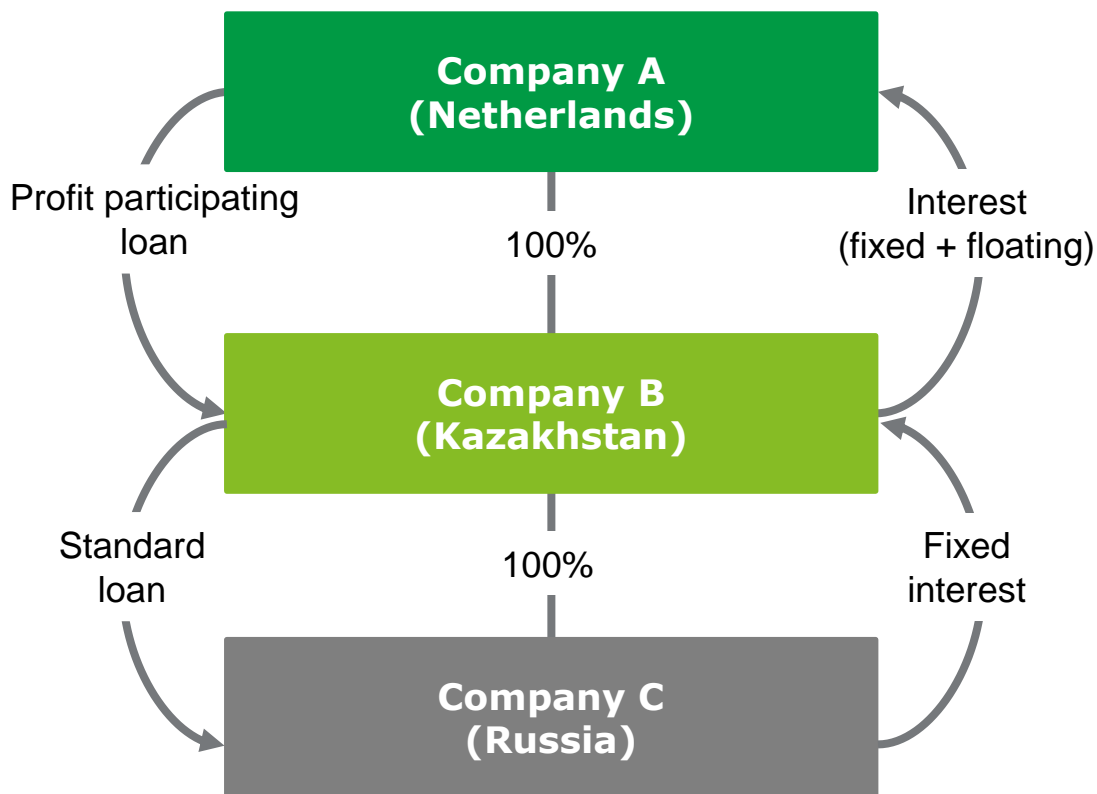 Company A
(Netherlands)
Profit participating
loan
100%
Interest
(fixed + floating)
Company B
(Kazakhstan)
Standard
loan
100%
Fixed
interest
Company C
(Russia)